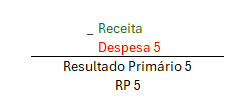 _ Receita
Despesa 5
Resultado Primário 5
RP 5